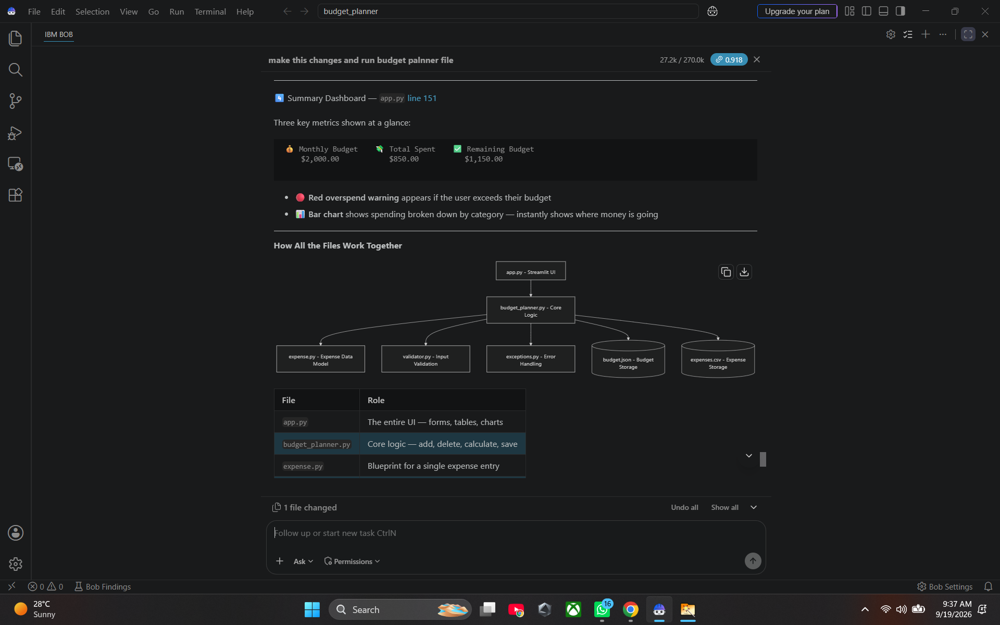 File Edit Selection View Go Run Terminal Help
budget_planner
Upgrade your plan
IBM BOB
make this changes and run budget palnner file
27.2k / 270.0k
0.918
4 Summary Dashboard — app.py line 151
Three key metrics shown at a glance:
Monthly Budget Total Spent Remaining Budget
$2,000.00 $850.00 $1,150.00
Red overspend warning appears if the user exceeds their budget
Bar chart shows spending broken down by category — instantly shows where money is going
How All the Files Work Together
app.py - Streamlit UI
budget_planner.py - Core
Logic
expense.py - Expense Data
Model
validator.py - Input
Validation
exceptions.py - Error
Handling
budget.json - Budget
Storage
expenses.csv - Expense
Storage
File Role
app.py The entire UI — forms, tables, charts
budget_planner.py Core logic — add, delete, calculate, save
expense.py Blueprint for a single expense entry
1 file changed
Undo all Show all
Follow up or start new task CtrlN
Ask Permissions
0 0 Bob Findings
Bob Settings
28°C
Sunny
Search
16
9:37 AM
9/19/2026